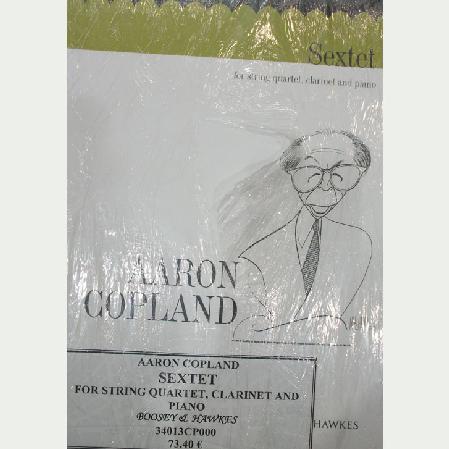 Sextet
for string quartet, clarinet and piano
AARON
COPLAND
AARON COPLAND
SEXTET
FOR STRING QUARTET, CLARINET AND
PIANO
BOOSEY & HAWKES
34013CP000
73,40 €
HAWKES